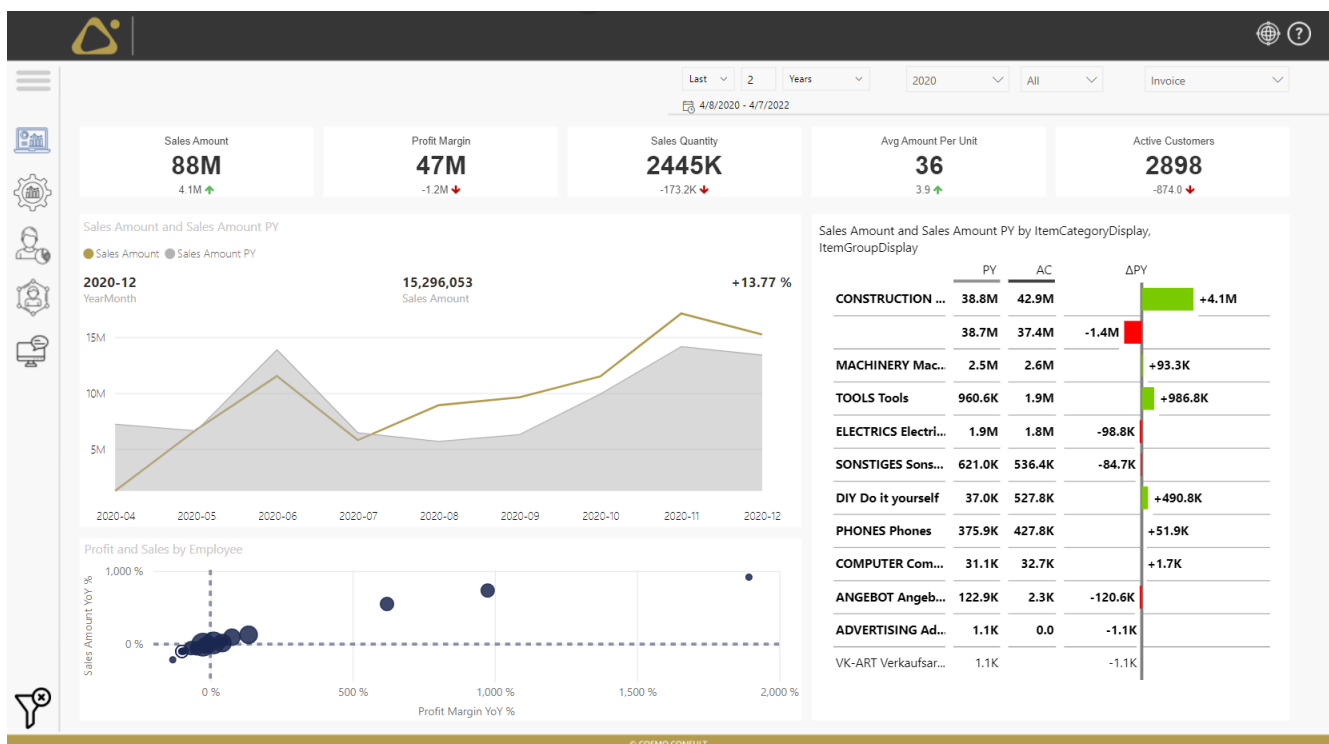 ?
Last 2 Years 2020 All Invoice
4/8/2020 - 4/7/2022
Sales Amount
88M
4.1M
Profit Margin
47M
-1.2M
Sales Quantity
2445K
-173.2K
Avg Amount Per Unit
36
3.9
Active Customers
2898
-874.0
Sales Amount and Sales Amount PY
Sales Amount Sales Amount PY
2020-12 15,296,053 +13.77 %
YearMonth Sales Amount
15M
10M
5M
2020-04 2020-05 2020-06 2020-07 2020-08 2020-09 2020-10 2020-11 2020-12
Profit and Sales by Employee
Sales Amount YoY %
1,000 %
0 %
0 % 500 % 1,000 % 1,500 % 2,000 %
Profit Margin YoY %
Sales Amount and Sales Amount PY by ItemCategoryDisplay,
ItemGroupDisplay
PY AC ΔPY
CONSTRUCTION ... 38.8M 42.9M +4.1M
38.7M 37.4M -1.4M
MACHINERY Mac... 2.5M 2.6M +93.3K
TOOLS Tools 960.6K 1.9M +986.8K
ELECTRICS Electri... 1.9M 1.8M -98.8K
SONSTIGES Sons... 621.0K 536.4K -84.7K
DIY Do it yourself 37.0K 527.8K +490.8K
PHONES Phones 375.9K 427.8K +51.9K
COMPUTER Com... 31.1K 32.7K +1.7K
ANGEBOT Angeb... 122.9K 2.3K -120.6K
ADVERTISING Ad... 1.1K 0.0 -1.1K
VK-ART Verkaufsar... 1.1K -1.1K
© COSMO CONSULT